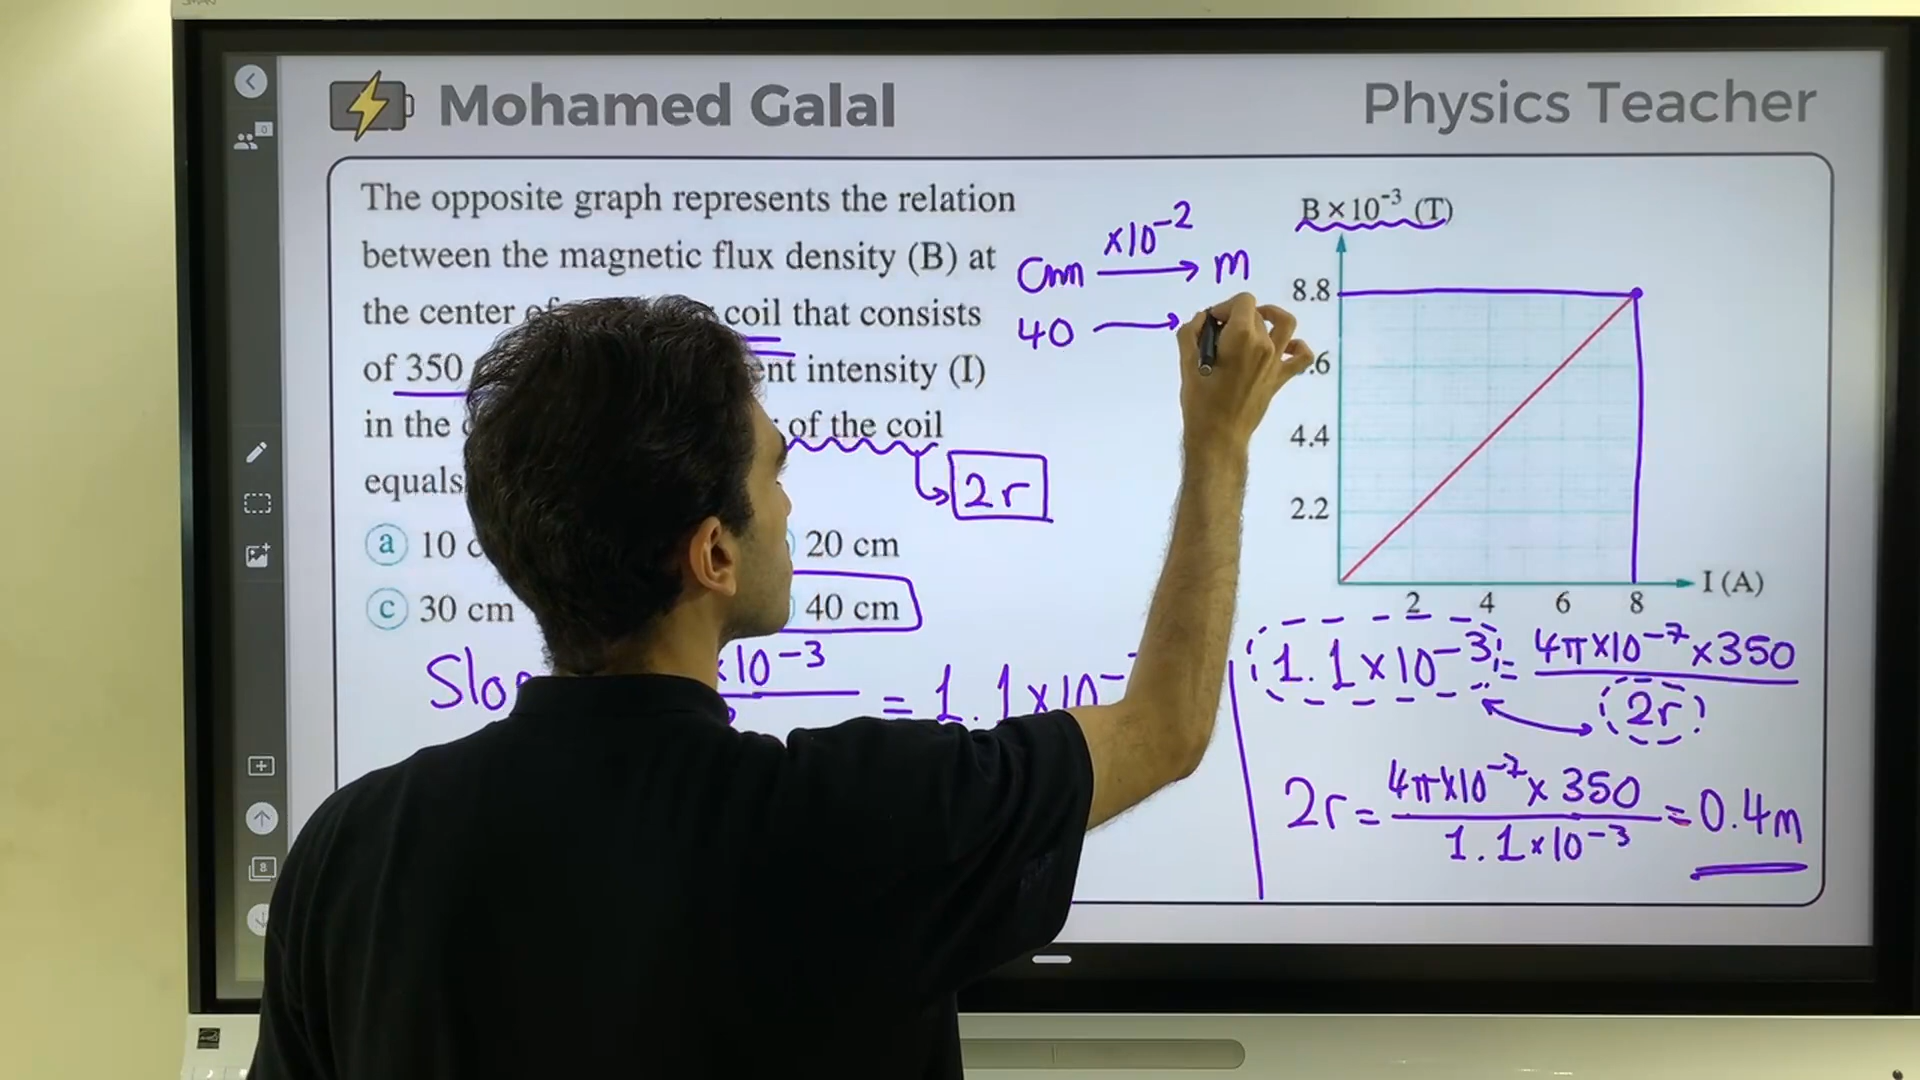 Mohamed Galal
Physics Teacher
The opposite graph represents the relation
between the magnetic flux density (B) at
the center coil that consists
of 350 intensity (I)
in the of the coil
equals
2r
a 10 20 cm
c 30 cm 40 cm
Cm ×10⁻² m
40
B × 10⁻³ (T)
8.8
.6
4.4
2.2
2 4 6 8
I (A)
×10⁻³
= 1.1×10⁻
1.1×10⁻³ = 4π×10⁻⁷×350
2r
2r = 4π×10⁻⁷× 350 = 0.4m
1.1×10⁻³